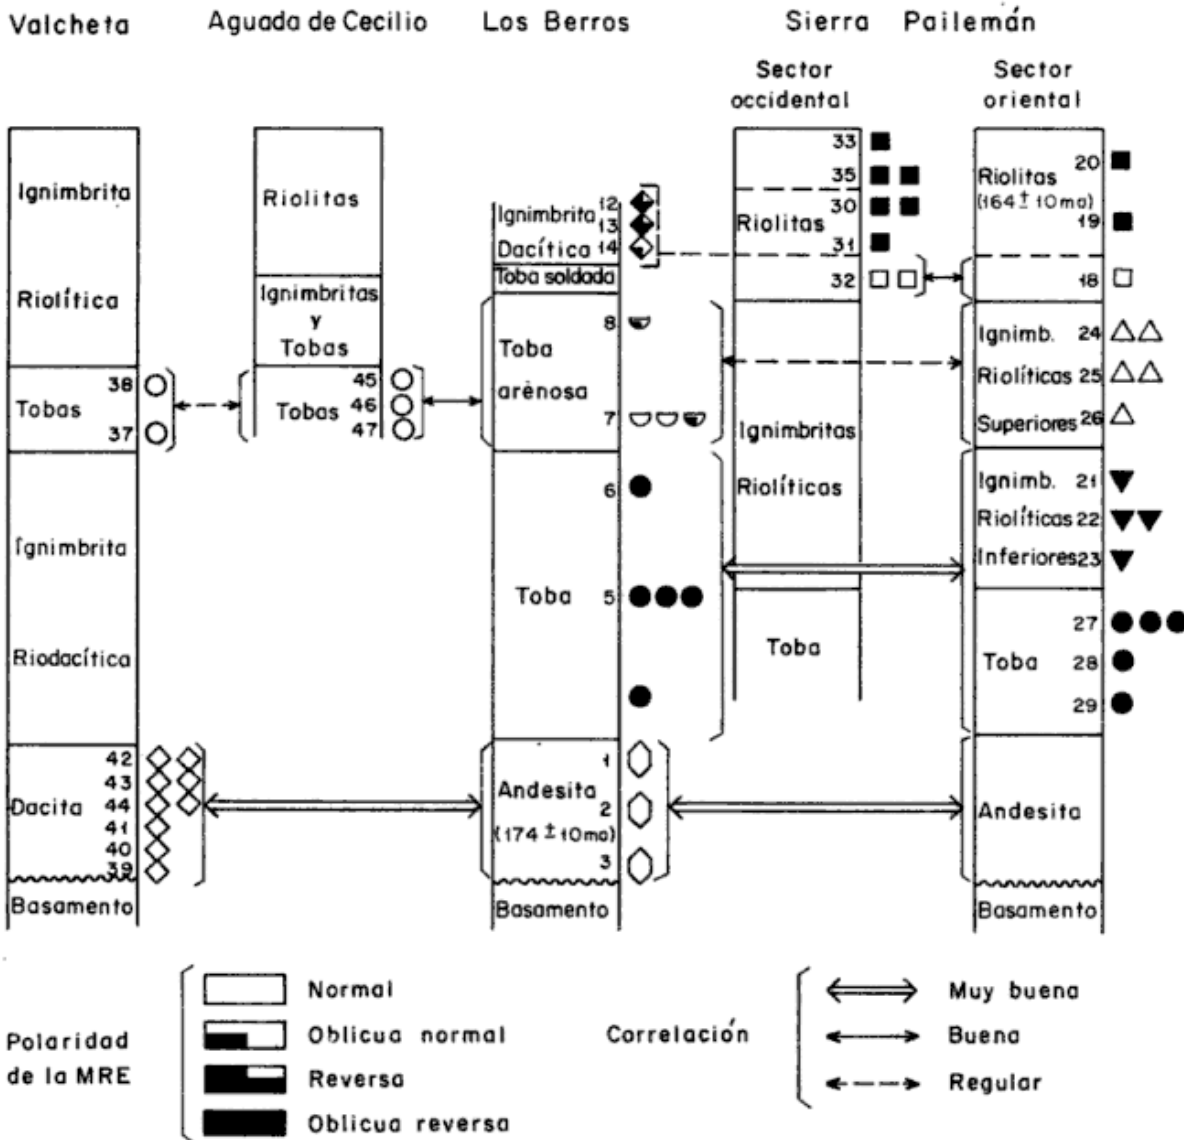 Valcheta
Aguada de Cecilio
Los Berros
Sierra Pailemán
Sector
occidental
Sector
oriental
Ignimbrita
Riolítica
38
Tobas
37
Ignimbrita
Riodacítica
42
43
44
Dacita
41
40
39
Basamento
Riolitas
Ignimbritas
y
Tobas
45
Tobas 46
47
12
Ignimbrita
13
Dacítica 14
Toba soldada
8
Toba
arenosa
7
6
Toba 5
1
Andesita
2
(174 ± 10ma)
3
Basamento
33
35
30
Riolitas
31
32
Ignimbritas
Riolíticas
Toba
20
Riolitas
(164 ± 10ma)
19
18
Ignimb. 24
Riolíticas 25
Superiores 26
Ignimb. 21
Riolíticas 22
Inferiores 23
27
Toba 28
29
Andesita
Basamento
Polaridad
de la MRE
Normal
Oblicua normal
Reversa
Oblicua reversa
Correlación
Muy buena
Buena
Regular